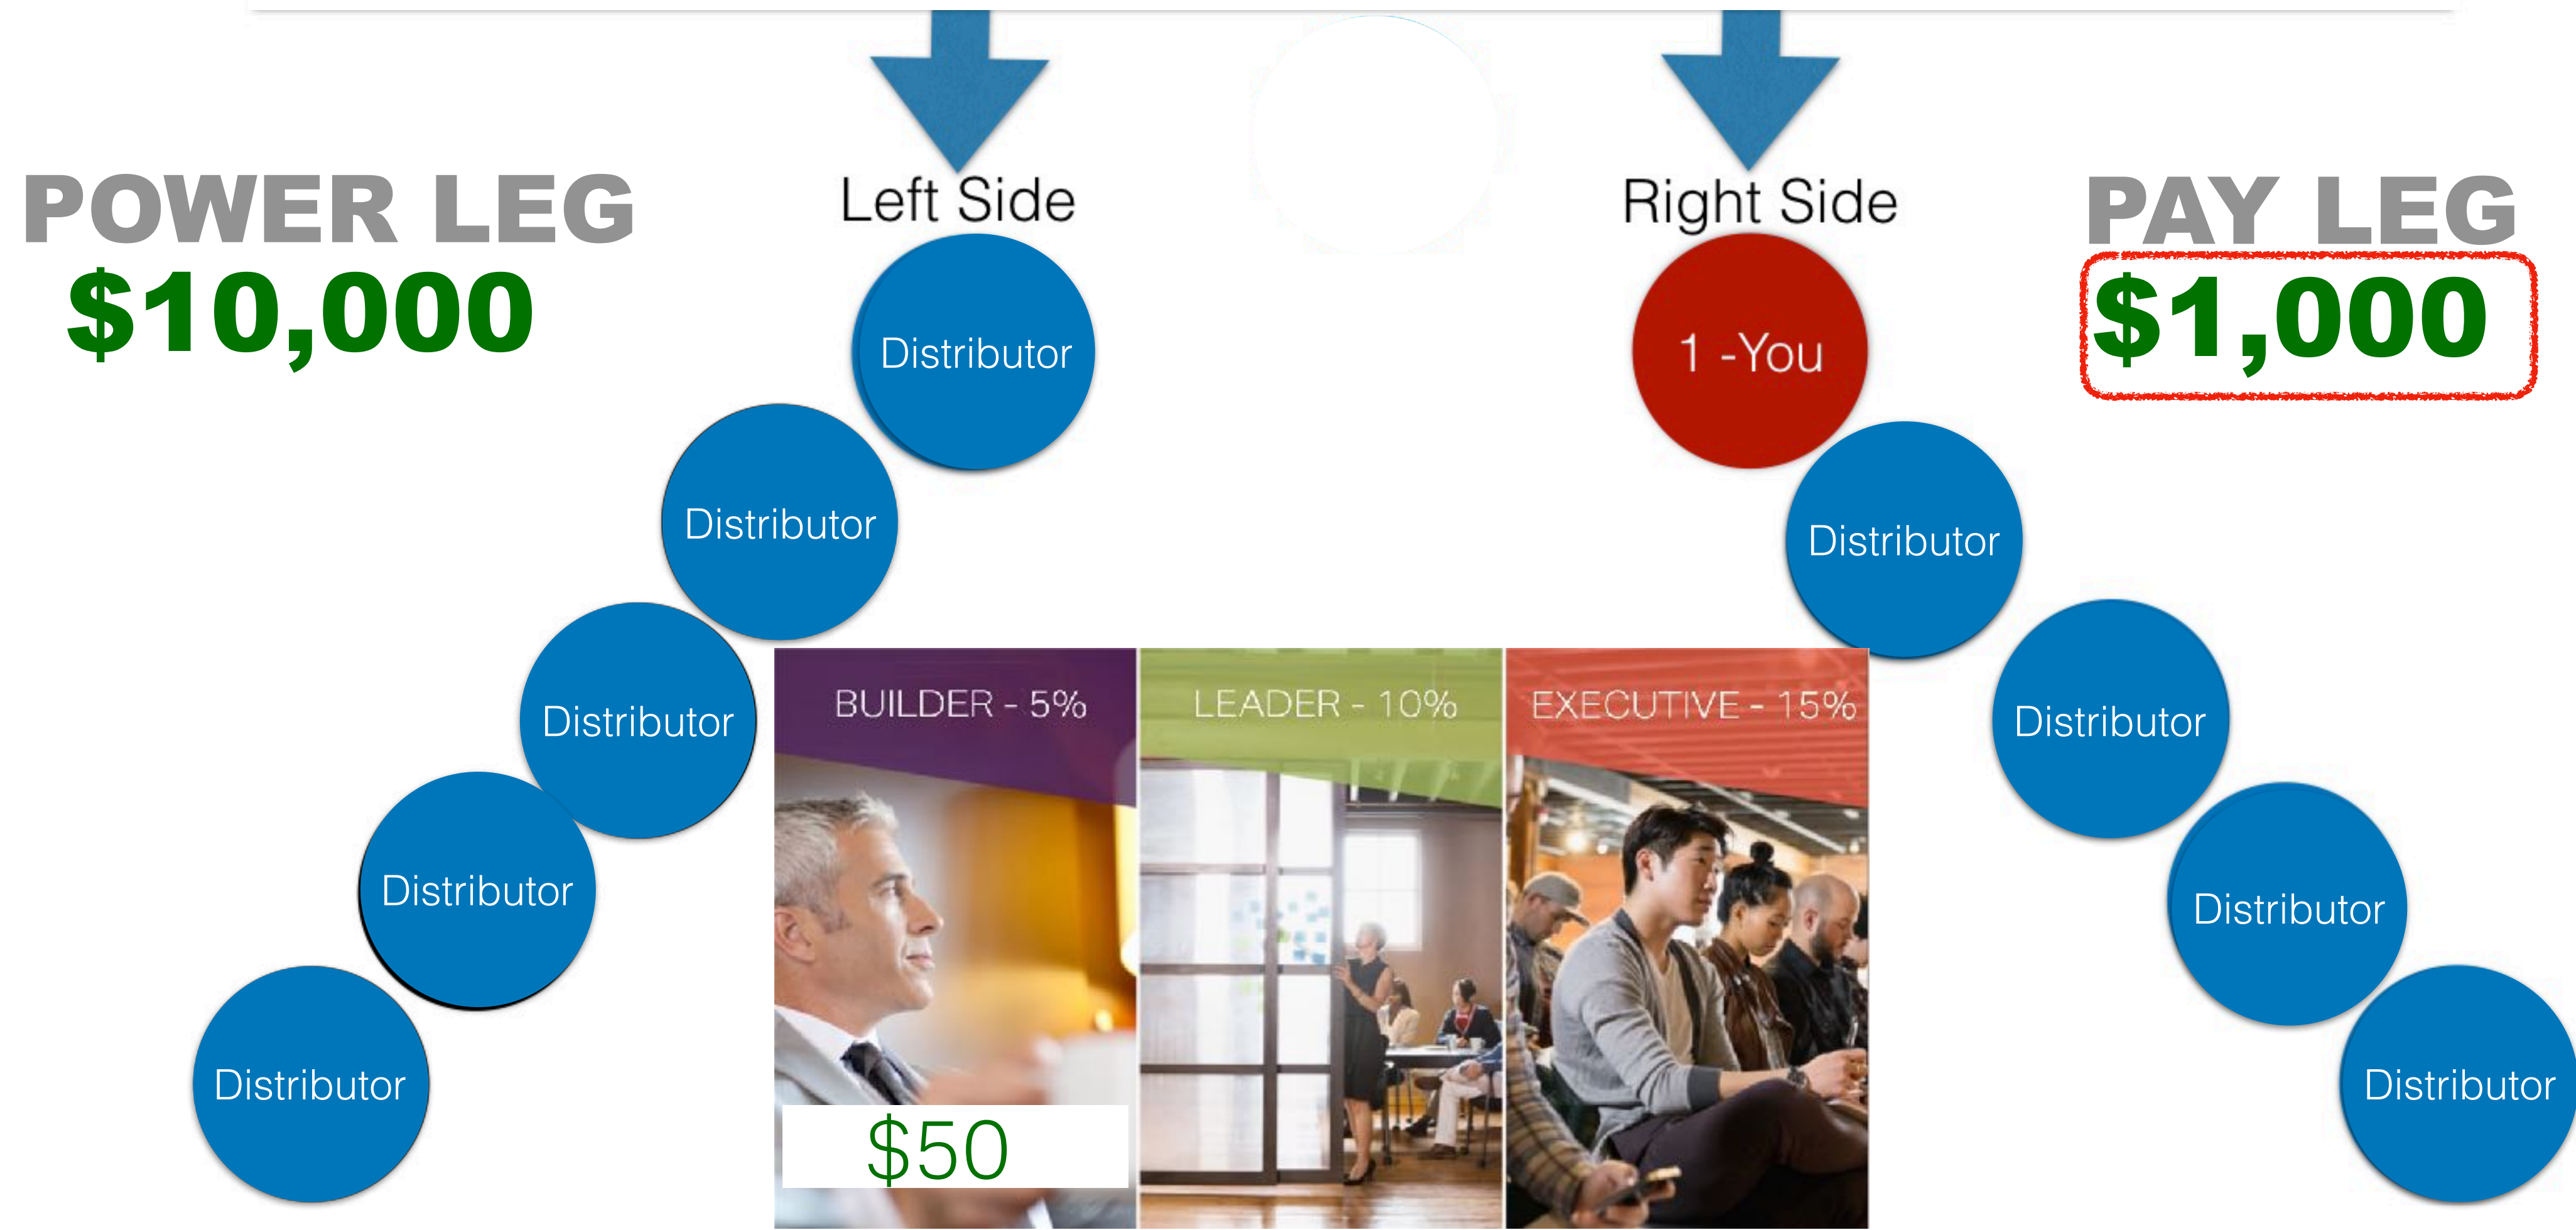 POWER LEG
$10,000
Left Side
Right Side
PAY LEG
$1,000
Distributor
1 -You
Distributor
Distributor
Distributor
Distributor
Distributor
Distributor
Distributor
Distributor
BUILDER - 5%
LEADER - 10%
EXECUTIVE - 15%
$50